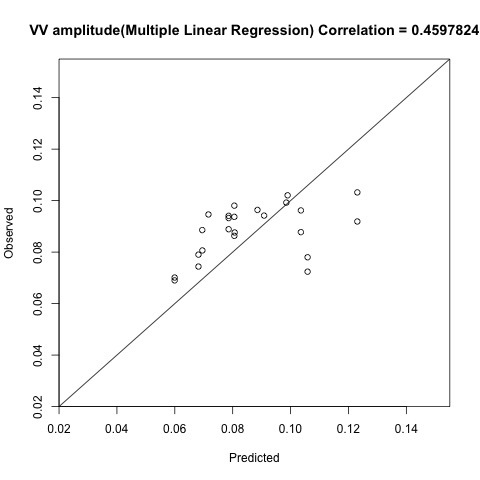 VV amplitude(Multiple Linear Regression) Correlation = 0.4597824
Observed
0.14
0.12
0.10
0.08
0.06
0.04
0.02
0.02 0.04 0.06 0.08 0.10 0.12 0.14
Predicted